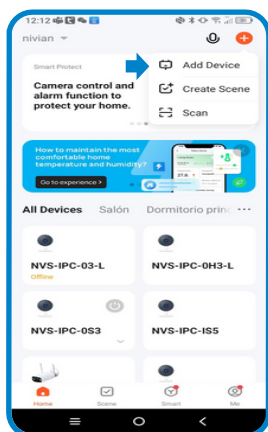 12:12
nivian
Smart Protect
Camera control and
alarm function to
protect your home.
Add Device
Create Scene
Scan
How to maintain the most
comfortable home
temperature and humidity?
Go to experience >
All Devices Salón Dormitorio prin
NVS-IPC-03-L
Offline
NVS-IPC-0H3-L
NVS-IPC-0S3
NVS-IPC-IS5
Home Scene Smart Me